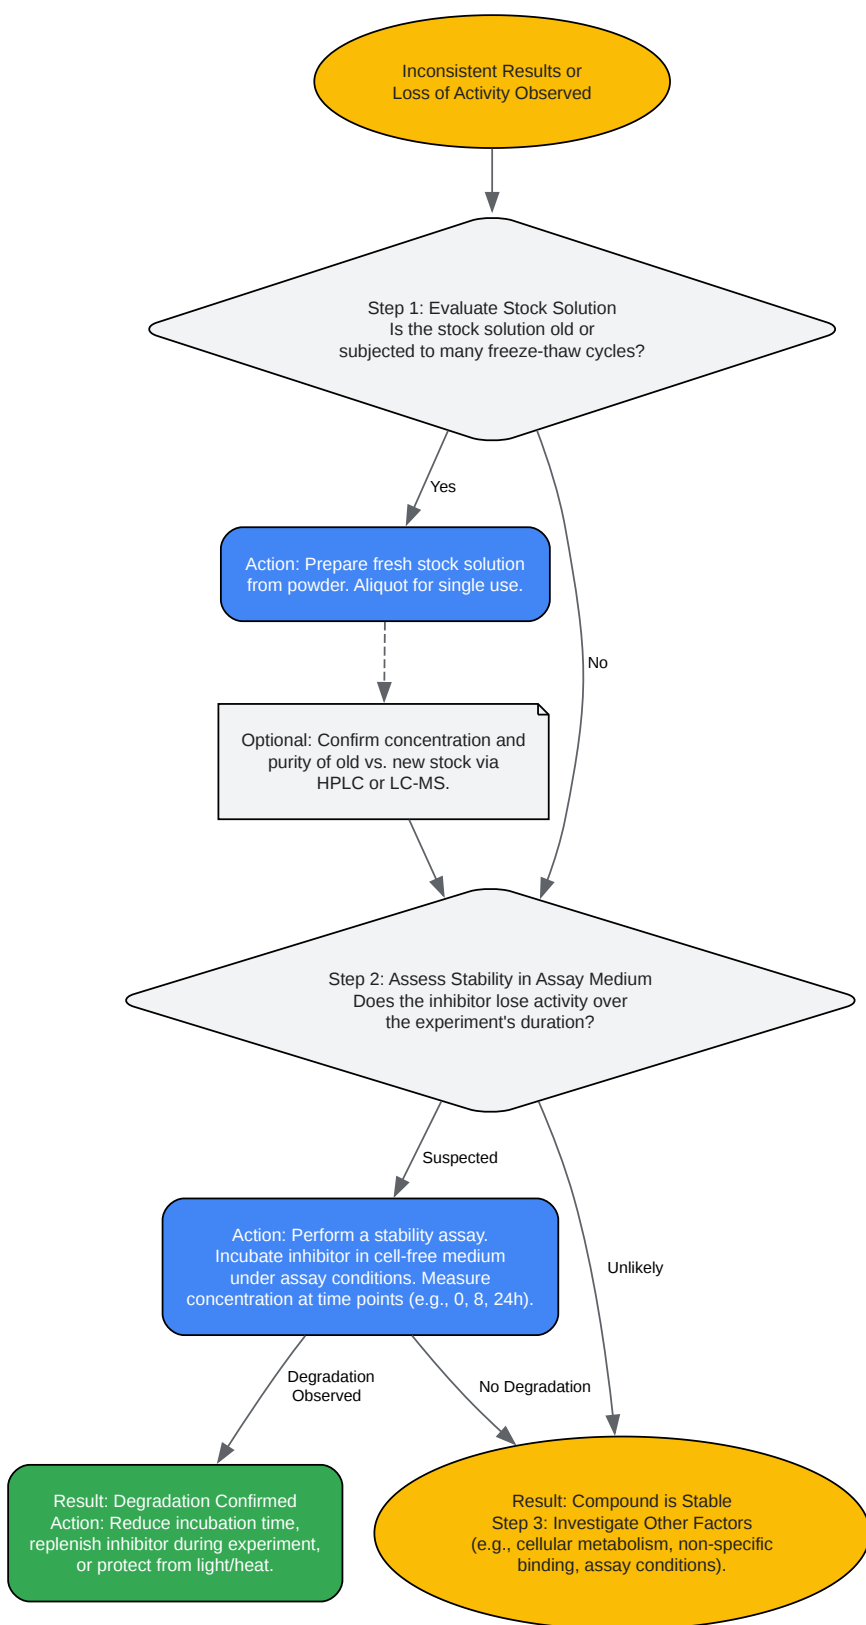 Inconsistent Results or
Loss of Activity Observed
Step 1: Evaluate Stock Solution
Is the stock solution old or
subjected to many freeze-thaw cycles?
Yes
Action: Prepare fresh stock solution
from powder. Aliquot for single use.
No
Optional: Confirm concentration and
purity of old vs. new stock via
HPLC or LC-MS.
Step 2: Assess Stability in Assay Medium
Does the inhibitor lose activity over
the experiment's duration?
Suspected
Action: Perform a stability assay.
Incubate inhibitor in cell-free medium
under assay conditions. Measure
concentration at time points (e.g., 0, 8, 24h).
Unlikely
Degradation
Observed
No Degradation
Result: Degradation Confirmed
Action: Reduce incubation time,
replenish inhibitor during experiment,
or protect from light/heat.
Result: Compound is Stable
Step 3: Investigate Other Factors
(e.g., cellular metabolism, non-specific
binding, assay conditions).